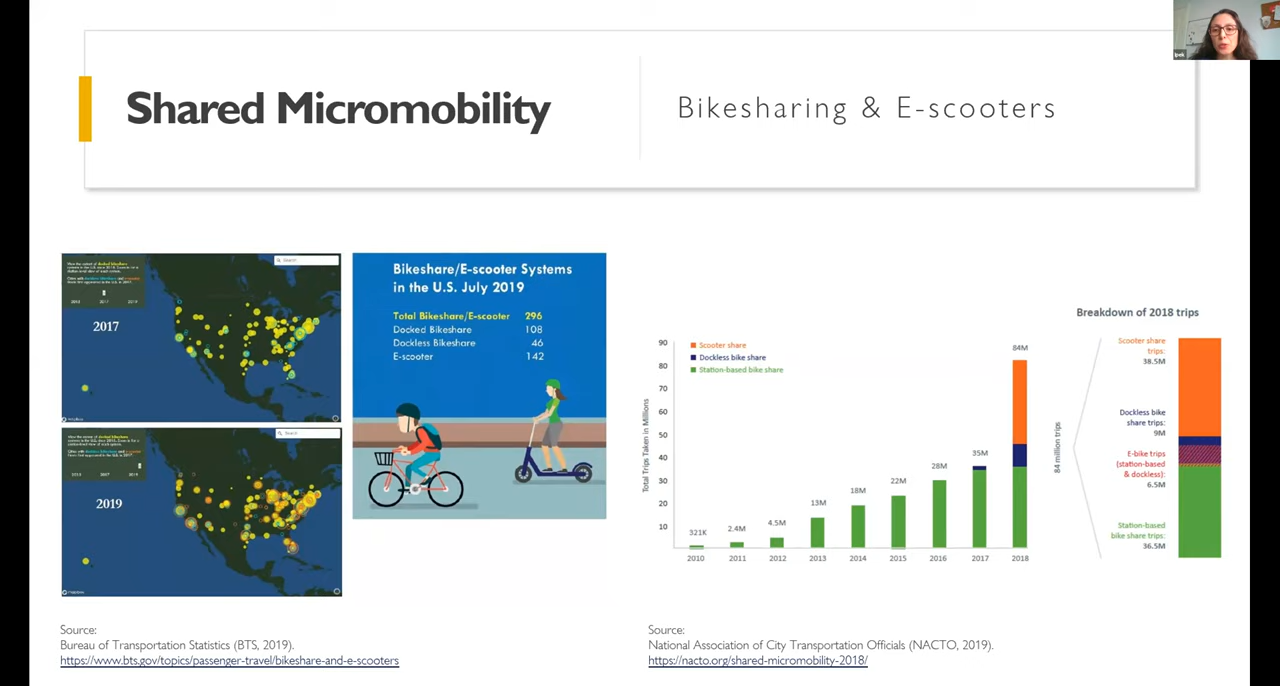 ipek
Shared Micromobility
Bikesharing & E-scooters
2017
2019
Bikeshare/E-scooter Systems
in the U.S. July 2019
Total Bikeshare/E-scooter 296
Docked Bikeshare 108
Dockless Bikeshare 46
E-scooter 142
Total Trips Taken in Millions
90
80
70
60
50
40
30
20
10
Scooter share
Dockless bike share
Station-based bike share
321K
2.4M
4.5M
13M
18M
22M
28M
35M
84M
2010 2011 2012 2013 2014 2015 2016 2017 2018
Breakdown of 2018 trips
84 million trips
Scooter share
trips:
38.5M
Dockless bike
share trips:
9M
E-bike trips
(station-based
& dockless):
6.5M
Station-based
bike share trips:
36.5M
Source:
Bureau of Transportation Statistics (BTS, 2019).
https://www.bts.gov/topics/passenger-travel/bikeshare-and-e-scooters
Source:
National Association of City Transportation Officials (NACTO, 2019).
https://nacto.org/shared-micromobility-2018/